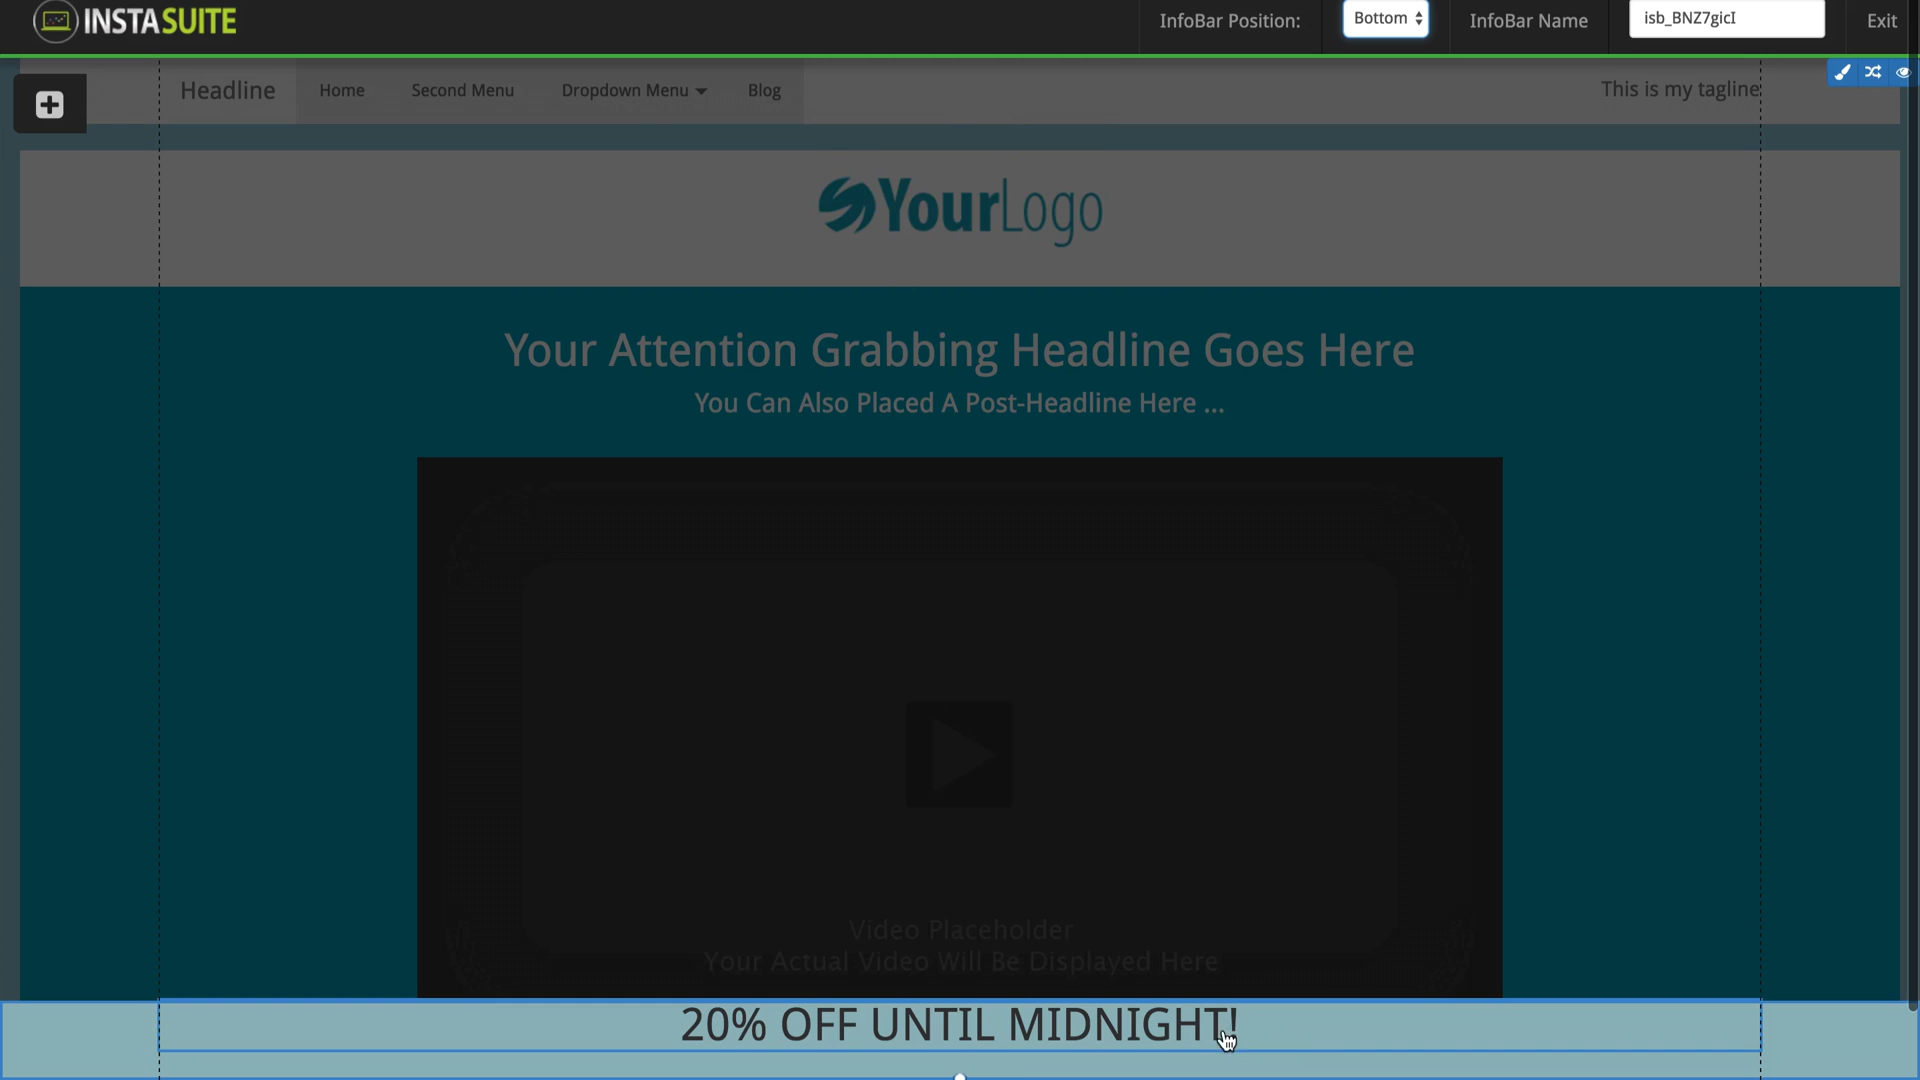 INSTASUITE
InfoBar Position: Bottom InfoBar Name isb_BNZ7gicI Exit
Headline Home Second Menu Dropdown Menu Blog This is my tagline
YourLogo
Your Attention Grabbing Headline Goes Here
You Can Also Placed A Post-Headline Here ...
Video Placeholder
Your Actual Video Will Be Displayed Here
20% OFF UNTIL MIDNIGHT!